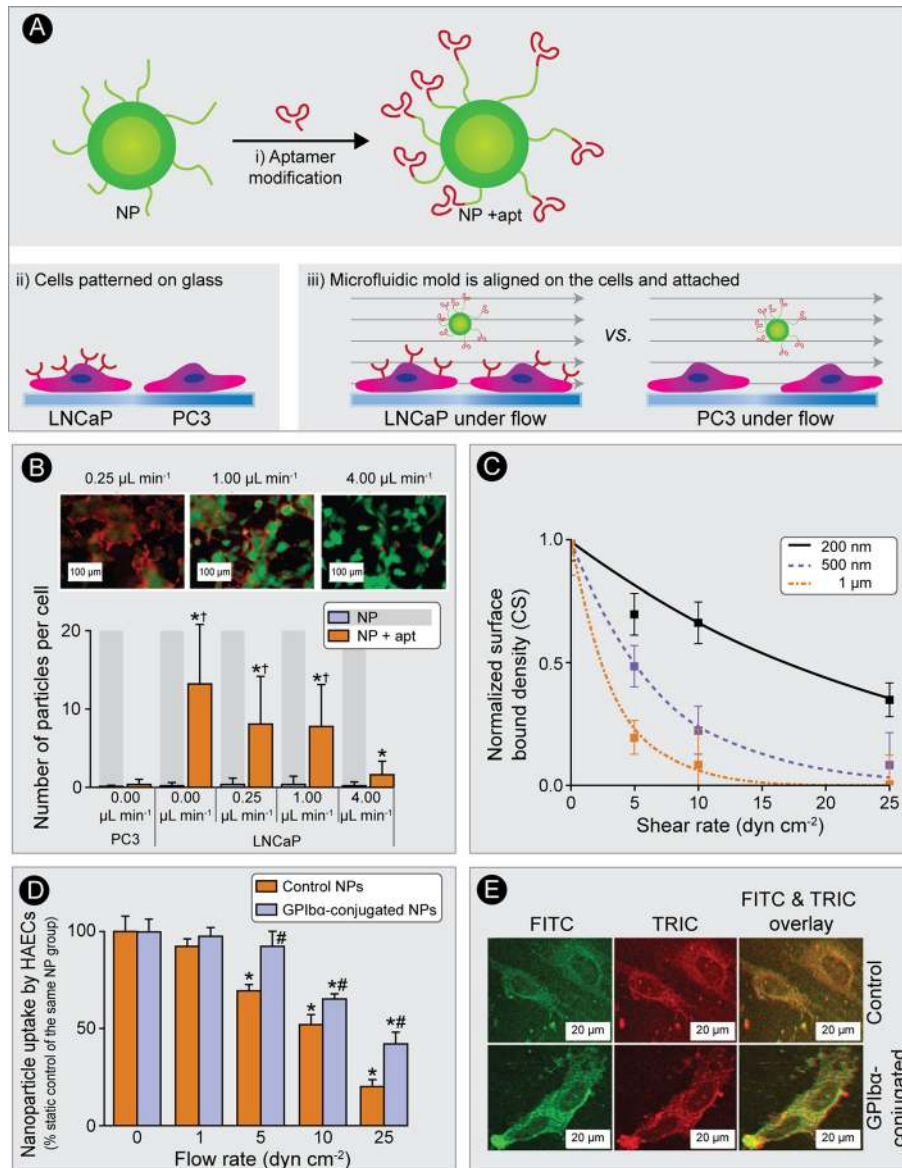 A
NP
i) Aptamer
modification
NP +apt
ii) Cells patterned on glass
LNCaP
PC3
iii) Microfluidic mold is aligned on the cells and attached
vs.
LNCaP under flow
PC3 under flow
B
0.25 µL min⁻¹
1.00 µL min⁻¹
4.00 µL min⁻¹
100 µm
100 µm
100 µm
NP
NP + apt
Number of particles per cell
20
10
0
*†
*†
*†
*
0.00
µL min⁻¹
0.00
µL min⁻¹
0.25
µL min⁻¹
1.00
µL min⁻¹
4.00
µL min⁻¹
PC3
LNCaP
C
200 nm
500 nm
1 µm
Normalized surface
bound density (CS)
1.0
0.5
0.0
0
5
10
15
20
25
Shear rate (dyn cm⁻²)
D
Control NPs
GPIbα-conjugated NPs
Nanoparticle uptake by HAECs
(% static control of the same NP group)
100
50
0
*
#
*
*#
*
*#
0
1
5
10
25
Flow rate (dyn cm⁻²)
E
FITC
TRIC
FITC & TRIC
overlay
20 µm
20 µm
20 µm
Control
20 µm
20 µm
20 µm
GPIbα-
conjugated